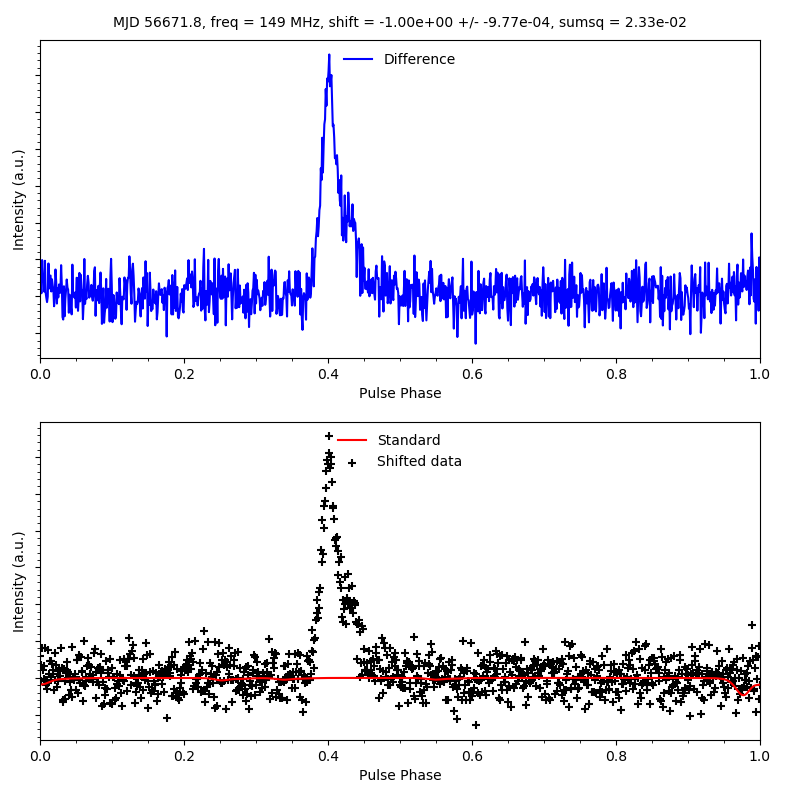 MJD 56671.8, freq = 149 MHz, shift = -1.00e+00 +/- -9.77e-04, sumsq = 2.33e-02
Difference
Intensity (a.u.)
0.0 0.2 0.4 0.6 0.8 1.0
Pulse Phase
Standard
Shifted data
Intensity (a.u.)
0.0 0.2 0.4 0.6 0.8 1.0
Pulse Phase